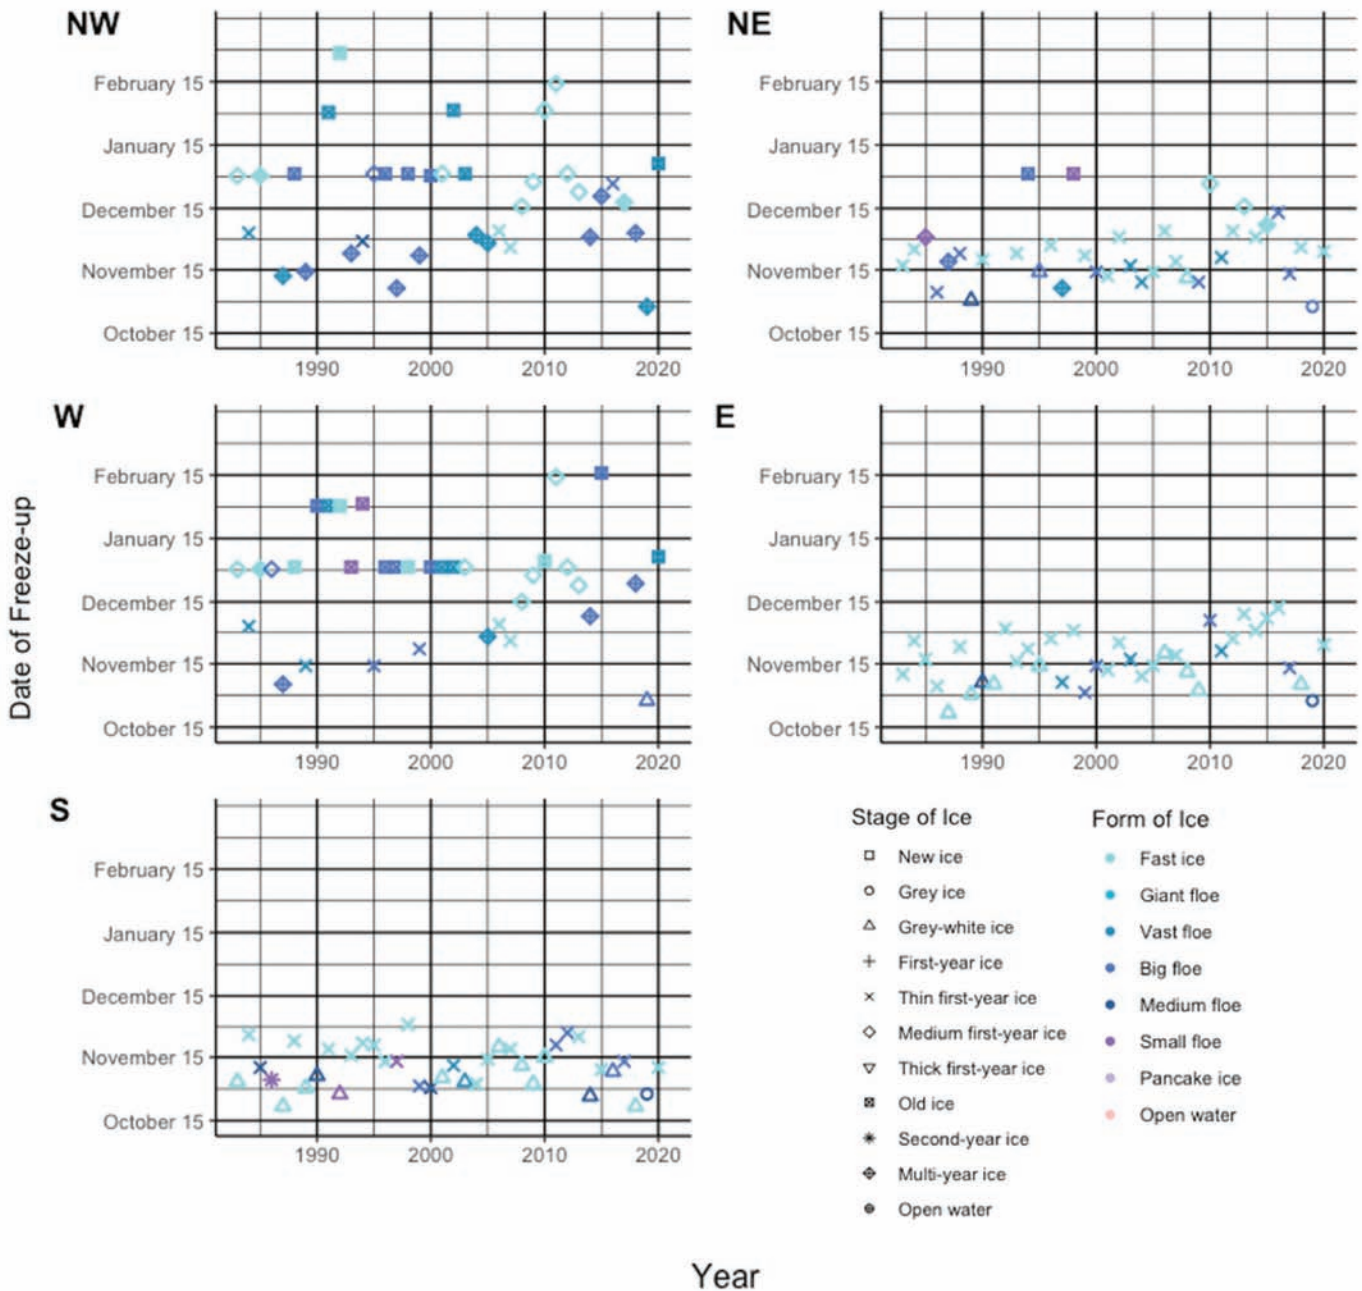 NW
February 15
January 15
December 15
November 15
October 15
1990 2000 2010 2020
NE
February 15
January 15
December 15
November 15
October 15
1990 2000 2010 2020
W
February 15
January 15
December 15
November 15
October 15
1990 2000 2010 2020
E
February 15
January 15
December 15
November 15
October 15
1990 2000 2010 2020
Date of Freeze-up
S
February 15
January 15
December 15
November 15
October 15
1990 2000 2010 2020
Stage of Ice
New ice
Grey ice
Grey-white ice
First-year ice
Thin first-year ice
Medium first-year ice
Thick first-year ice
Old ice
Second-year ice
Multi-year ice
Open water
Form of Ice
Fast ice
Giant floe
Vast floe
Big floe
Medium floe
Small floe
Pancake ice
Open water
Year